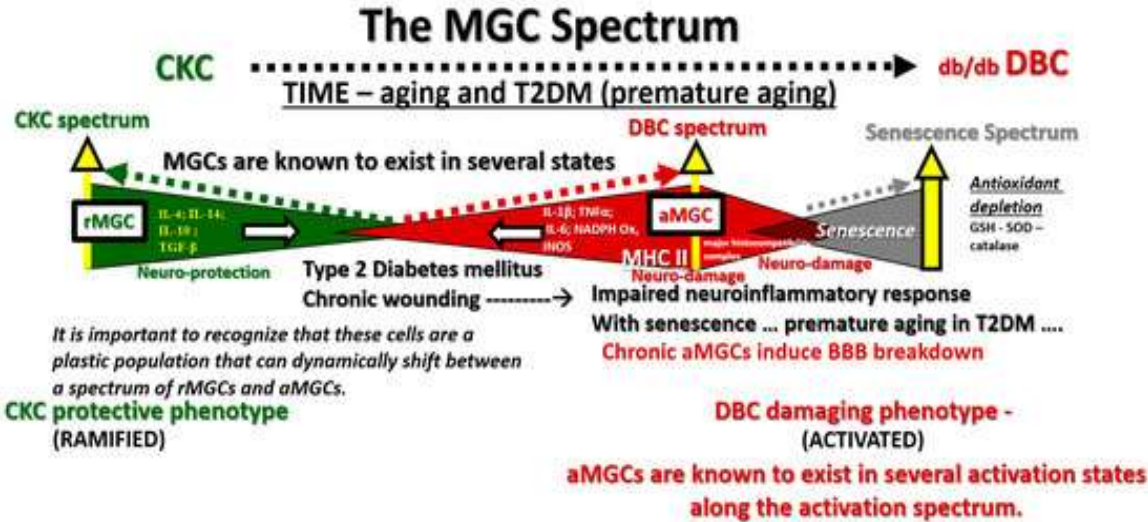 The MGC Spectrum
CKC
db/db DBC
TIME – aging and T2DM (premature aging)
CKC spectrum
DBC spectrum
Senescence Spectrum
MGCs are known to exist in several states
rMGC
IL-4; IL-14;
IL-10 ;
TGF-β
IL-1β; TNFα;
IL-6; NADPH Ox,
iNOS
aMGC
MHC II
major histocompatibility
complex
Senescence
Antioxidant
depletion
GSH - SOD –
catalase
Neuro-protection
Neuro-damage
Neuro-damage
Type 2 Diabetes mellitus
Chronic wounding ---------→
Impaired neuroinflammatory response
With senescence ... premature aging in T2DM ....
Chronic aMGCs induce BBB breakdown
It is important to recognize that these cells are a
plastic population that can dynamically shift between
a spectrum of rMGCs and aMGCs.
CKC protective phenotype
(RAMIFIED)
DBC damaging phenotype -
(ACTIVATED)
aMGCs are known to exist in several activation states
along the activation spectrum.